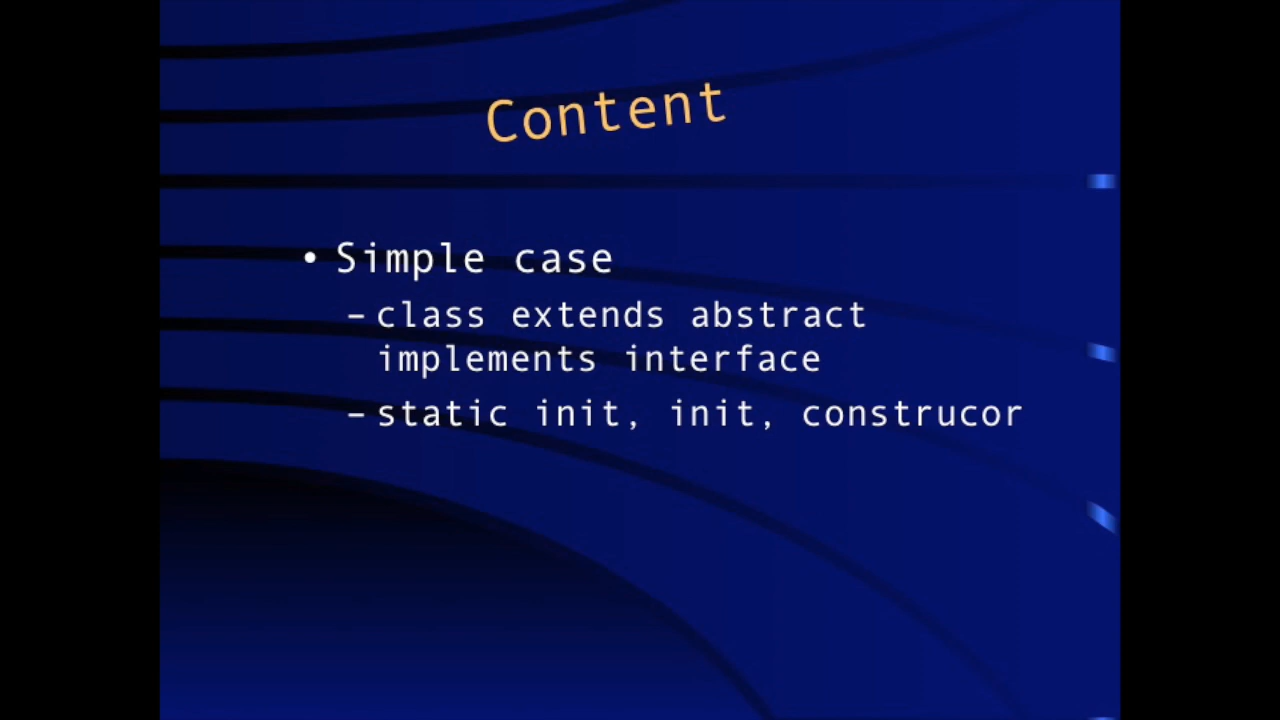 Content
• Simple case
– class extends abstract
implements interface
– static init, init, construcor